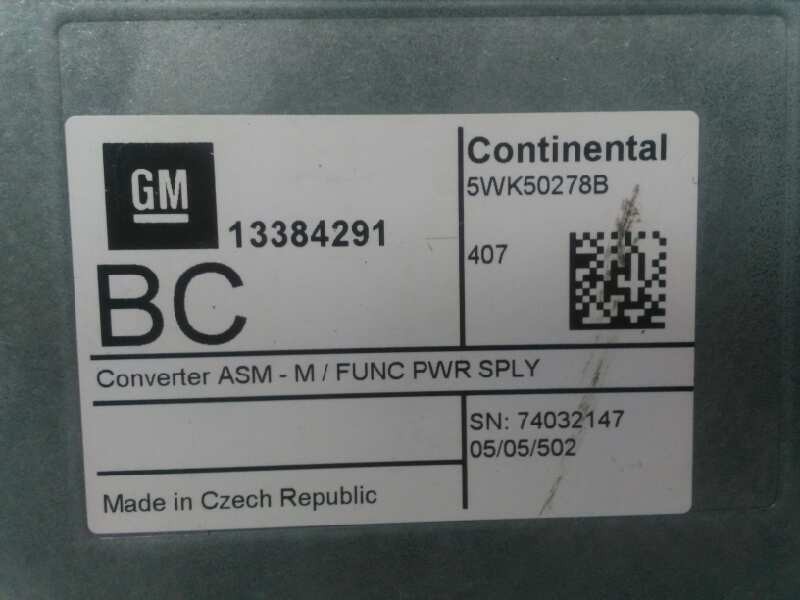 GM
13384291
BC
Continental
5WK50278B
407
Converter ASM - M / FUNC PWR SPLY
SN: 74032147
05/05/502
Made in Czech Republic